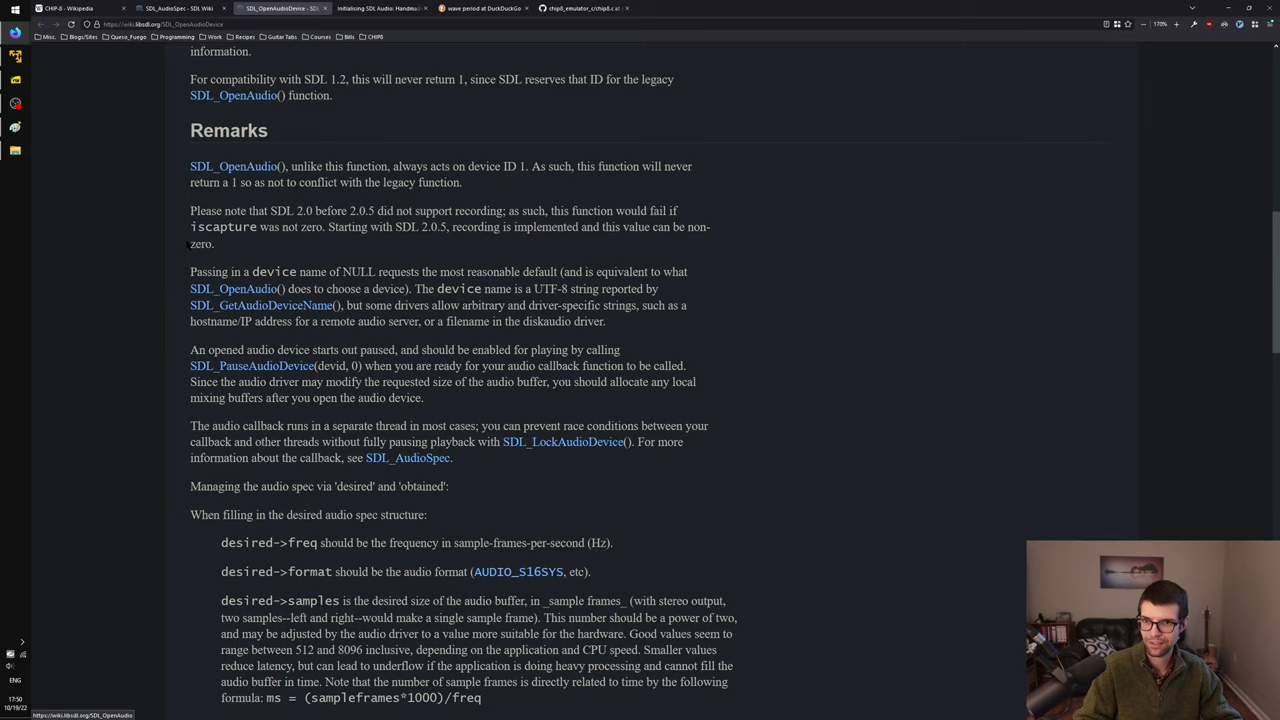 CHIP-8 - Wikipedia
SDL_AudioSpec - SDL Wiki
SDL_OpenAudioDevice - SDL
Initialising SDL Audio: Handmad
wave period at DuckDuckGo
chip8_emulator_c/chip8.c at
https://wiki.libsdl.org/SDL_OpenAudioDevice
170%
Misc.
Blogs/Sites
Queso_Fuego
Programming
Work
Recipes
Guitar Tabs
Courses
Bills
CHIP8
information.
For compatibility with SDL 1.2, this will never return 1, since SDL reserves that ID for the legacy
SDL_OpenAudio() function.
Remarks
SDL_OpenAudio(), unlike this function, always acts on device ID 1. As such, this function will never
return a 1 so as not to conflict with the legacy function.
Please note that SDL 2.0 before 2.0.5 did not support recording; as such, this function would fail if
iscapture was not zero. Starting with SDL 2.0.5, recording is implemented and this value can be non-
zero.
Passing in a device name of NULL requests the most reasonable default (and is equivalent to what
SDL_OpenAudio() does to choose a device). The device name is a UTF-8 string reported by
SDL_GetAudioDeviceName(), but some drivers allow arbitrary and driver-specific strings, such as a
hostname/IP address for a remote audio server, or a filename in the diskaudio driver.
An opened audio device starts out paused, and should be enabled for playing by calling
SDL_PauseAudioDevice(devid, 0) when you are ready for your audio callback function to be called.
Since the audio driver may modify the requested size of the audio buffer, you should allocate any local
mixing buffers after you open the audio device.
The audio callback runs in a separate thread in most cases; you can prevent race conditions between your
callback and other threads without fully pausing playback with SDL_LockAudioDevice(). For more
information about the callback, see SDL_AudioSpec.
Managing the audio spec via 'desired' and 'obtained':
When filling in the desired audio spec structure:
desired->freq should be the frequency in sample-frames-per-second (Hz).
desired->format should be the audio format (AUDIO_S16SYS, etc).
desired->samples is the desired size of the audio buffer, in _sample frames_ (with stereo output,
two samples--left and right--would make a single sample frame). This number should be a power of two,
and may be adjusted by the audio driver to a value more suitable for the hardware. Good values seem to
range between 512 and 8096 inclusive, depending on the application and CPU speed. Smaller values
reduce latency, but can lead to underflow if the application is doing heavy processing and cannot fill the
audio buffer in time. Note that the number of sample frames is directly related to time by the following
formula: ms = (sampleframes*1000)/freq
ENG
17:50
10/19/22
https://wiki.libsdl.org/SDL_OpenAudio